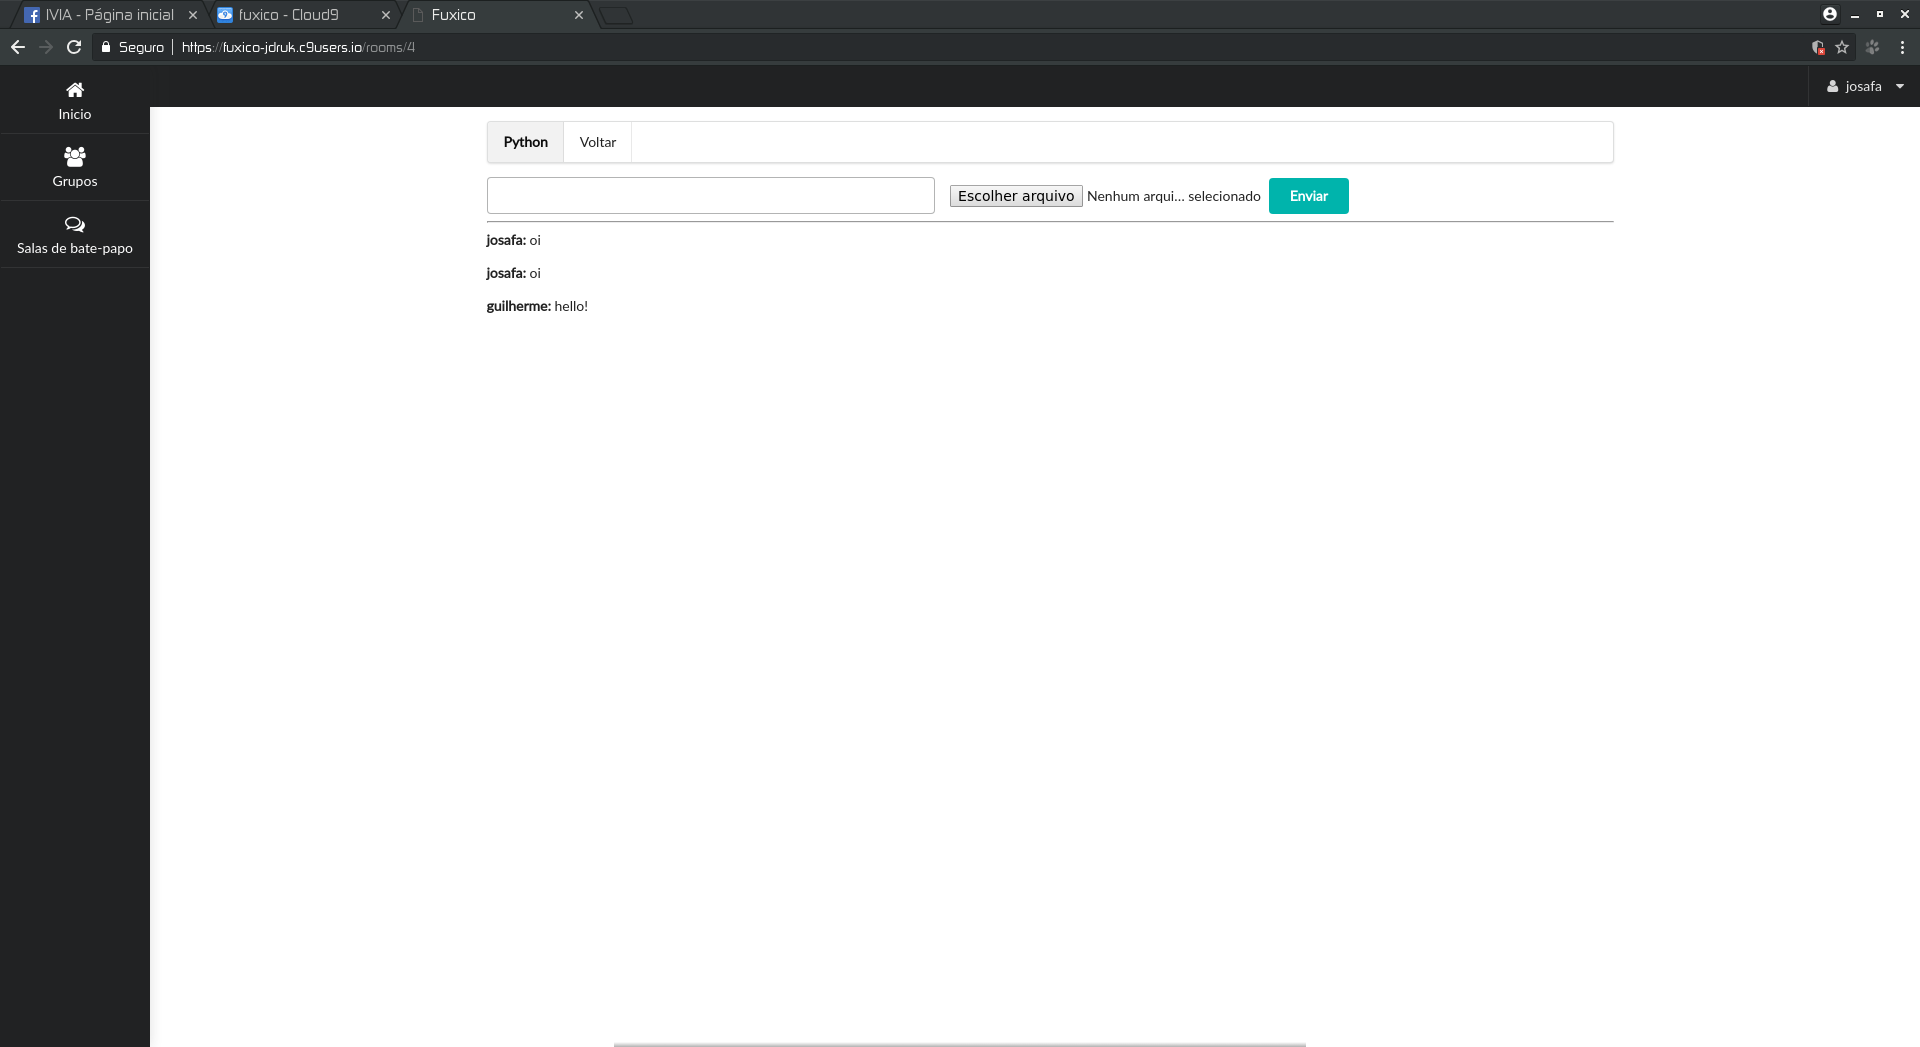 IVIA - Página inicial
fuxico - Cloud9
Fuxico
Seguro
https://fuxico-jdruk.c9users.io/rooms/4
josafa
Inicio
Grupos
Salas de bate-papo
Python
Voltar
Escolher arquivo Nenhum arqui... selecionado
Enviar
josafa: oi
josafa: oi
guilherme: hello!